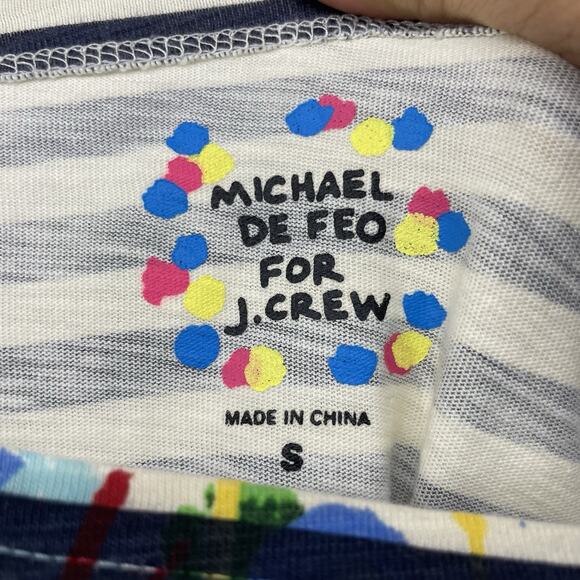 MICHAEL
DE FEO
FOR
J.CREW
MADE IN CHINA
S